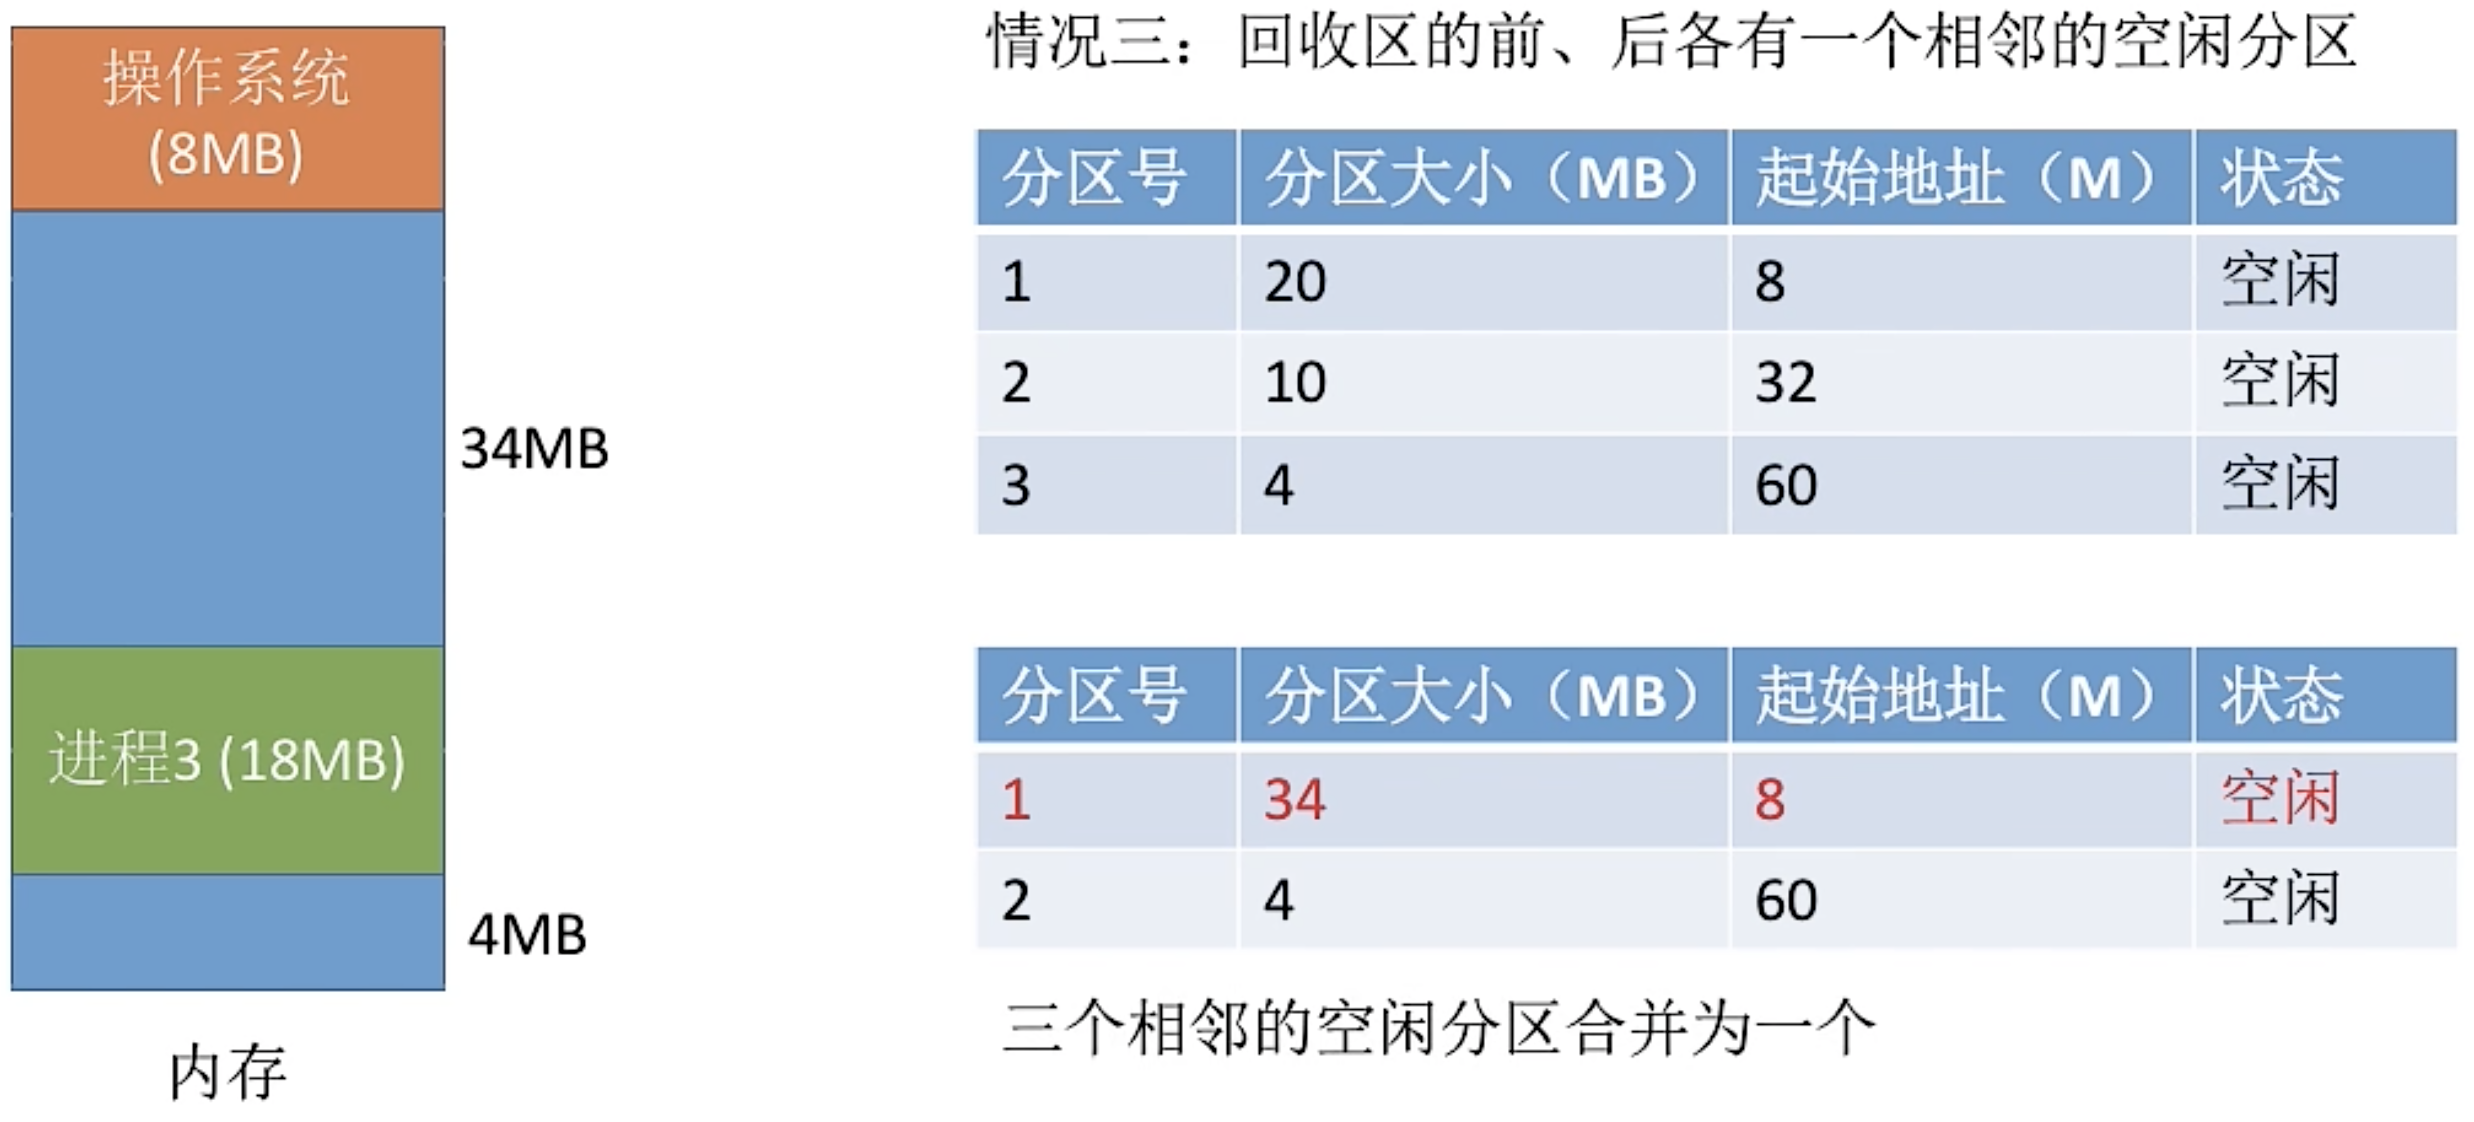 操作系统
(8MB)
34MB
进程3 (18MB)
4MB
内存
情况三：回收区的前、后各有一个相邻的空闲分区
分区号 分区大小（MB） 起始地址（M） 状态
1 20 8 空闲
2 10 32 空闲
3 4 60 空闲
分区号 分区大小（MB） 起始地址（M） 状态
1 34 8 空闲
2 4 60 空闲
三个相邻的空闲分区合并为一个